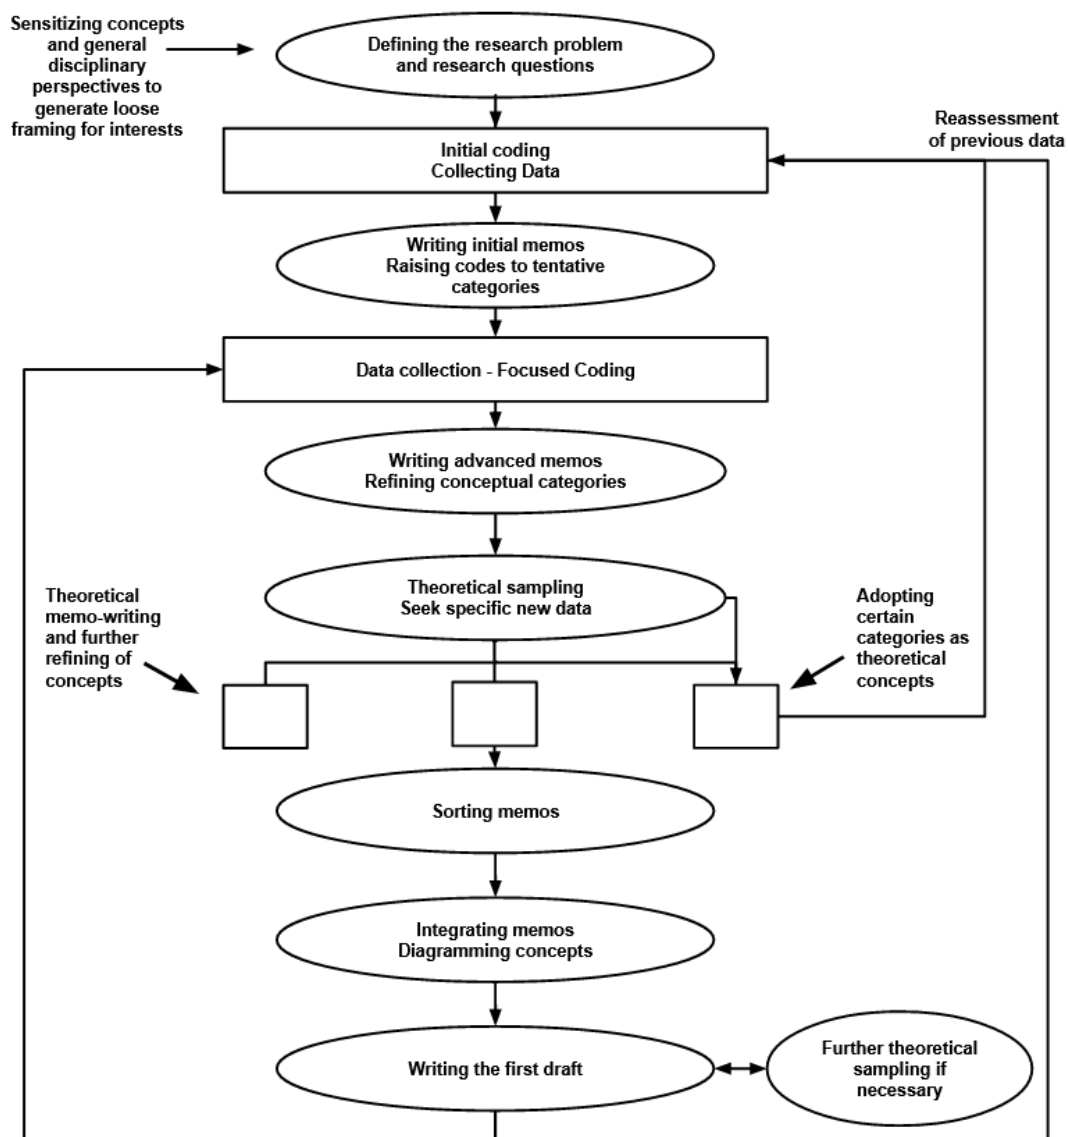 Sensitizing concepts
and general
disciplinary
perspectives to
generate loose
framing for interests
Defining the research problem
and research questions
Reassessment
of previous data
Initial coding
Collecting Data
Writing initial memos
Raising codes to tentative
categories
Data collection - Focused Coding
Writing advanced memos
Refining conceptual categories
Theoretical sampling
Seek specific new data
Theoretical
memo-writing
and further
refining of
concepts
Adopting
certain
categories as
theoretical
concepts
Sorting memos
Integrating memos
Diagramming concepts
Writing the first draft
Further theoretical
sampling if
necessary